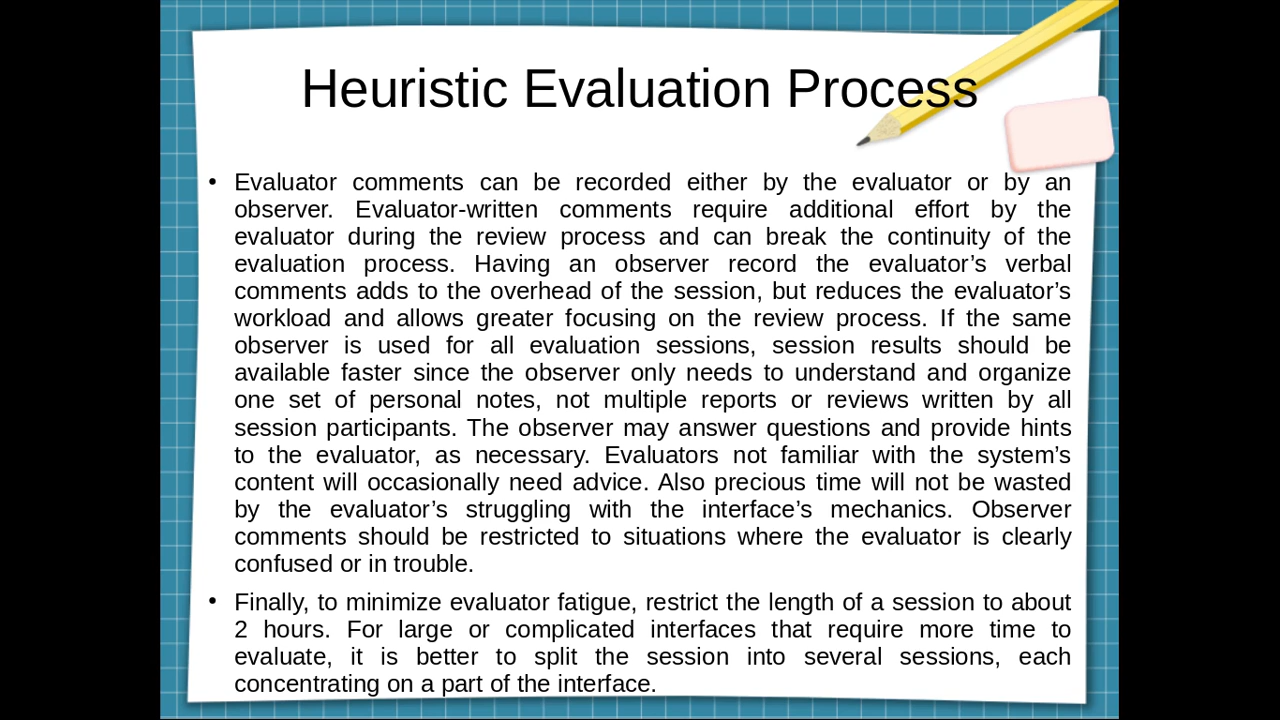 Heuristic Evaluation Process
• Evaluator comments can be recorded either by the evaluator or by an
observer. Evaluator-written comments require additional effort by the
evaluator during the review process and can break the continuity of the
evaluation process. Having an observer record the evaluator’s verbal
comments adds to the overhead of the session, but reduces the evaluator’s
workload and allows greater focusing on the review process. If the same
observer is used for all evaluation sessions, session results should be
available faster since the observer only needs to understand and organize
one set of personal notes, not multiple reports or reviews written by all
session participants. The observer may answer questions and provide hints
to the evaluator, as necessary. Evaluators not familiar with the system’s
content will occasionally need advice. Also precious time will not be wasted
by the evaluator’s struggling with the interface’s mechanics. Observer
comments should be restricted to situations where the evaluator is clearly
confused or in trouble.
• Finally, to minimize evaluator fatigue, restrict the length of a session to about
2 hours. For large or complicated interfaces that require more time to
evaluate, it is better to split the session into several sessions, each
concentrating on a part of the interface.